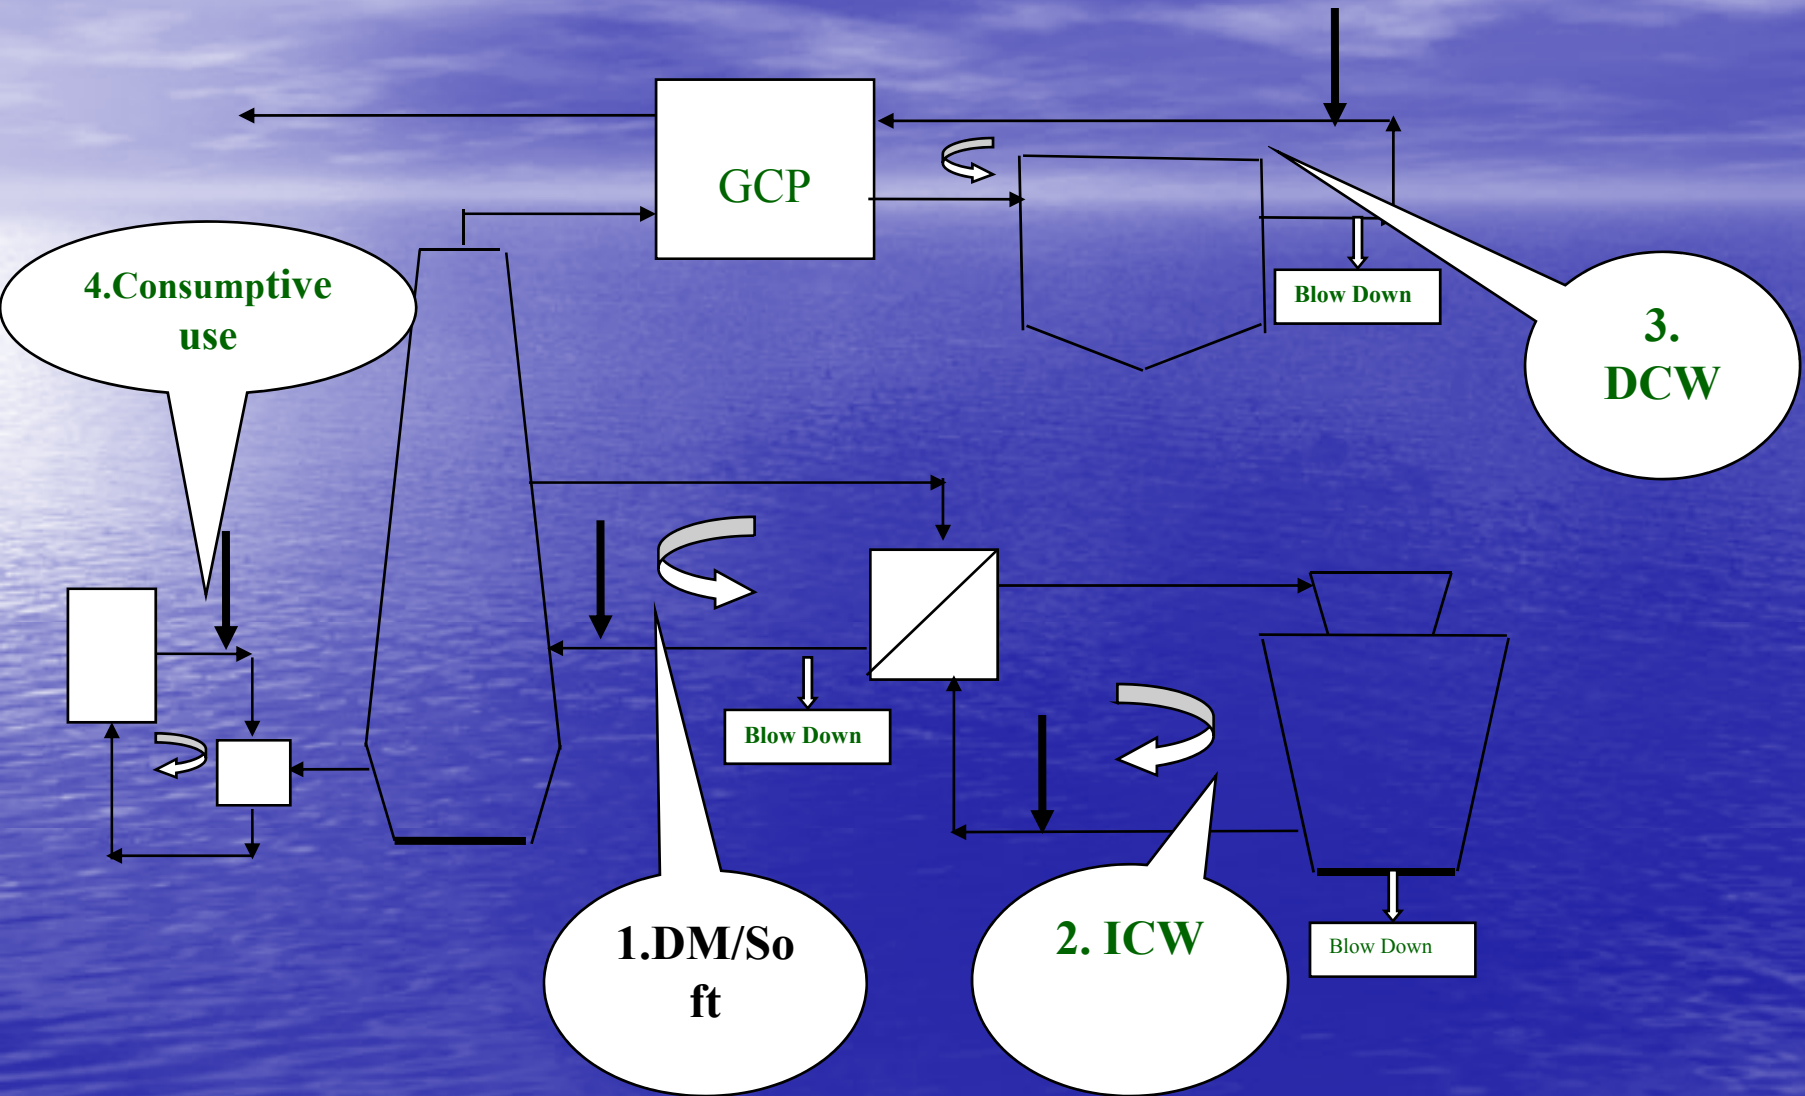 GCP
4.Consumptive
use
Blow Down
3.
DCW
Blow Down
1.DM/So
ft
2. ICW
Blow Down